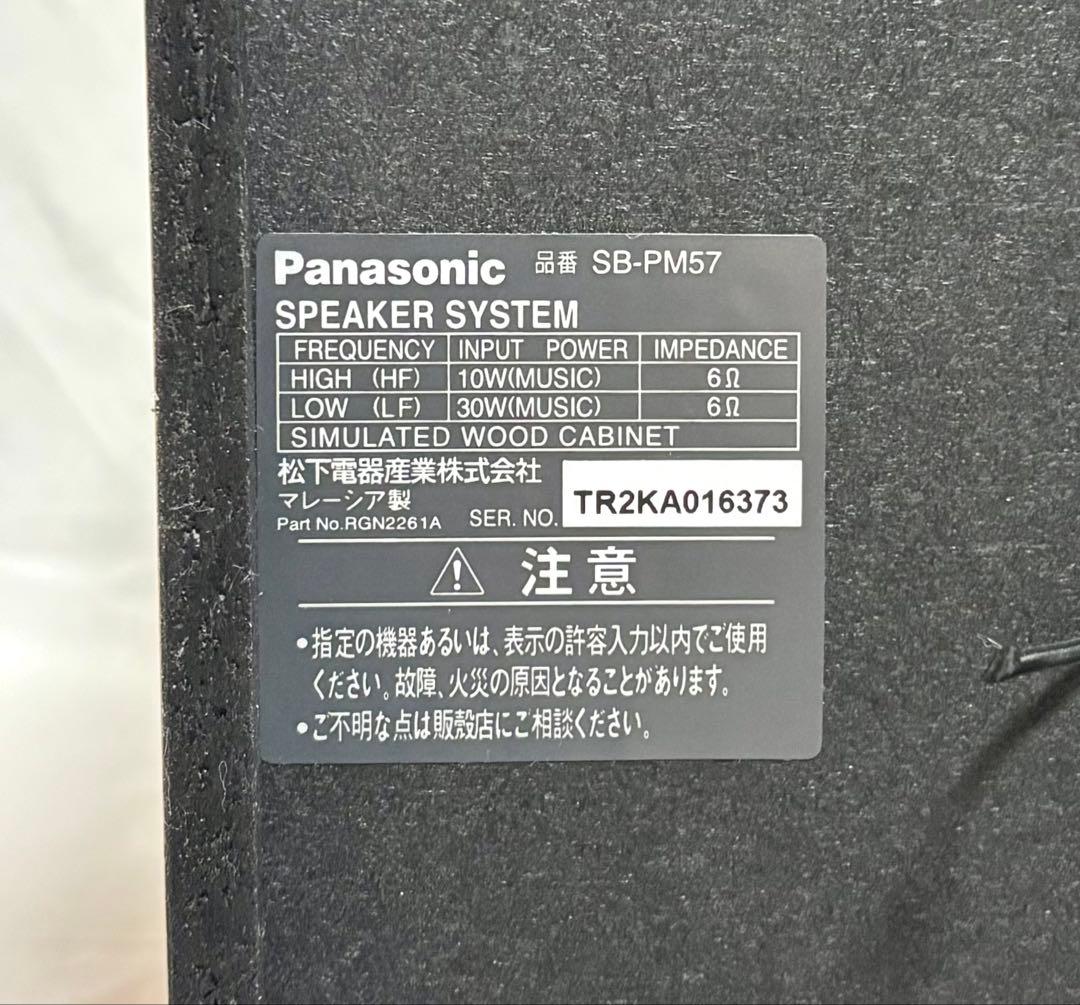 Panasonic 品番 SB-PM57
SPEAKER SYSTEM
FREQUENCY INPUT POWER IMPEDANCE
HIGH (HF) 10W(MUSIC) 6Ω
LOW (LF) 30W(MUSIC) 6Ω
SIMULATED WOOD CABINET
松下電器産業株式会社
マレーシア製
Part No.RGN2261A SER. NO. TR2KA016373
注意
•指定の機器あるいは、表示の許容入力以内でご使用
ください。故障、火災の原因となることがあります。
•ご不明な点は販殻店にご相談ください。